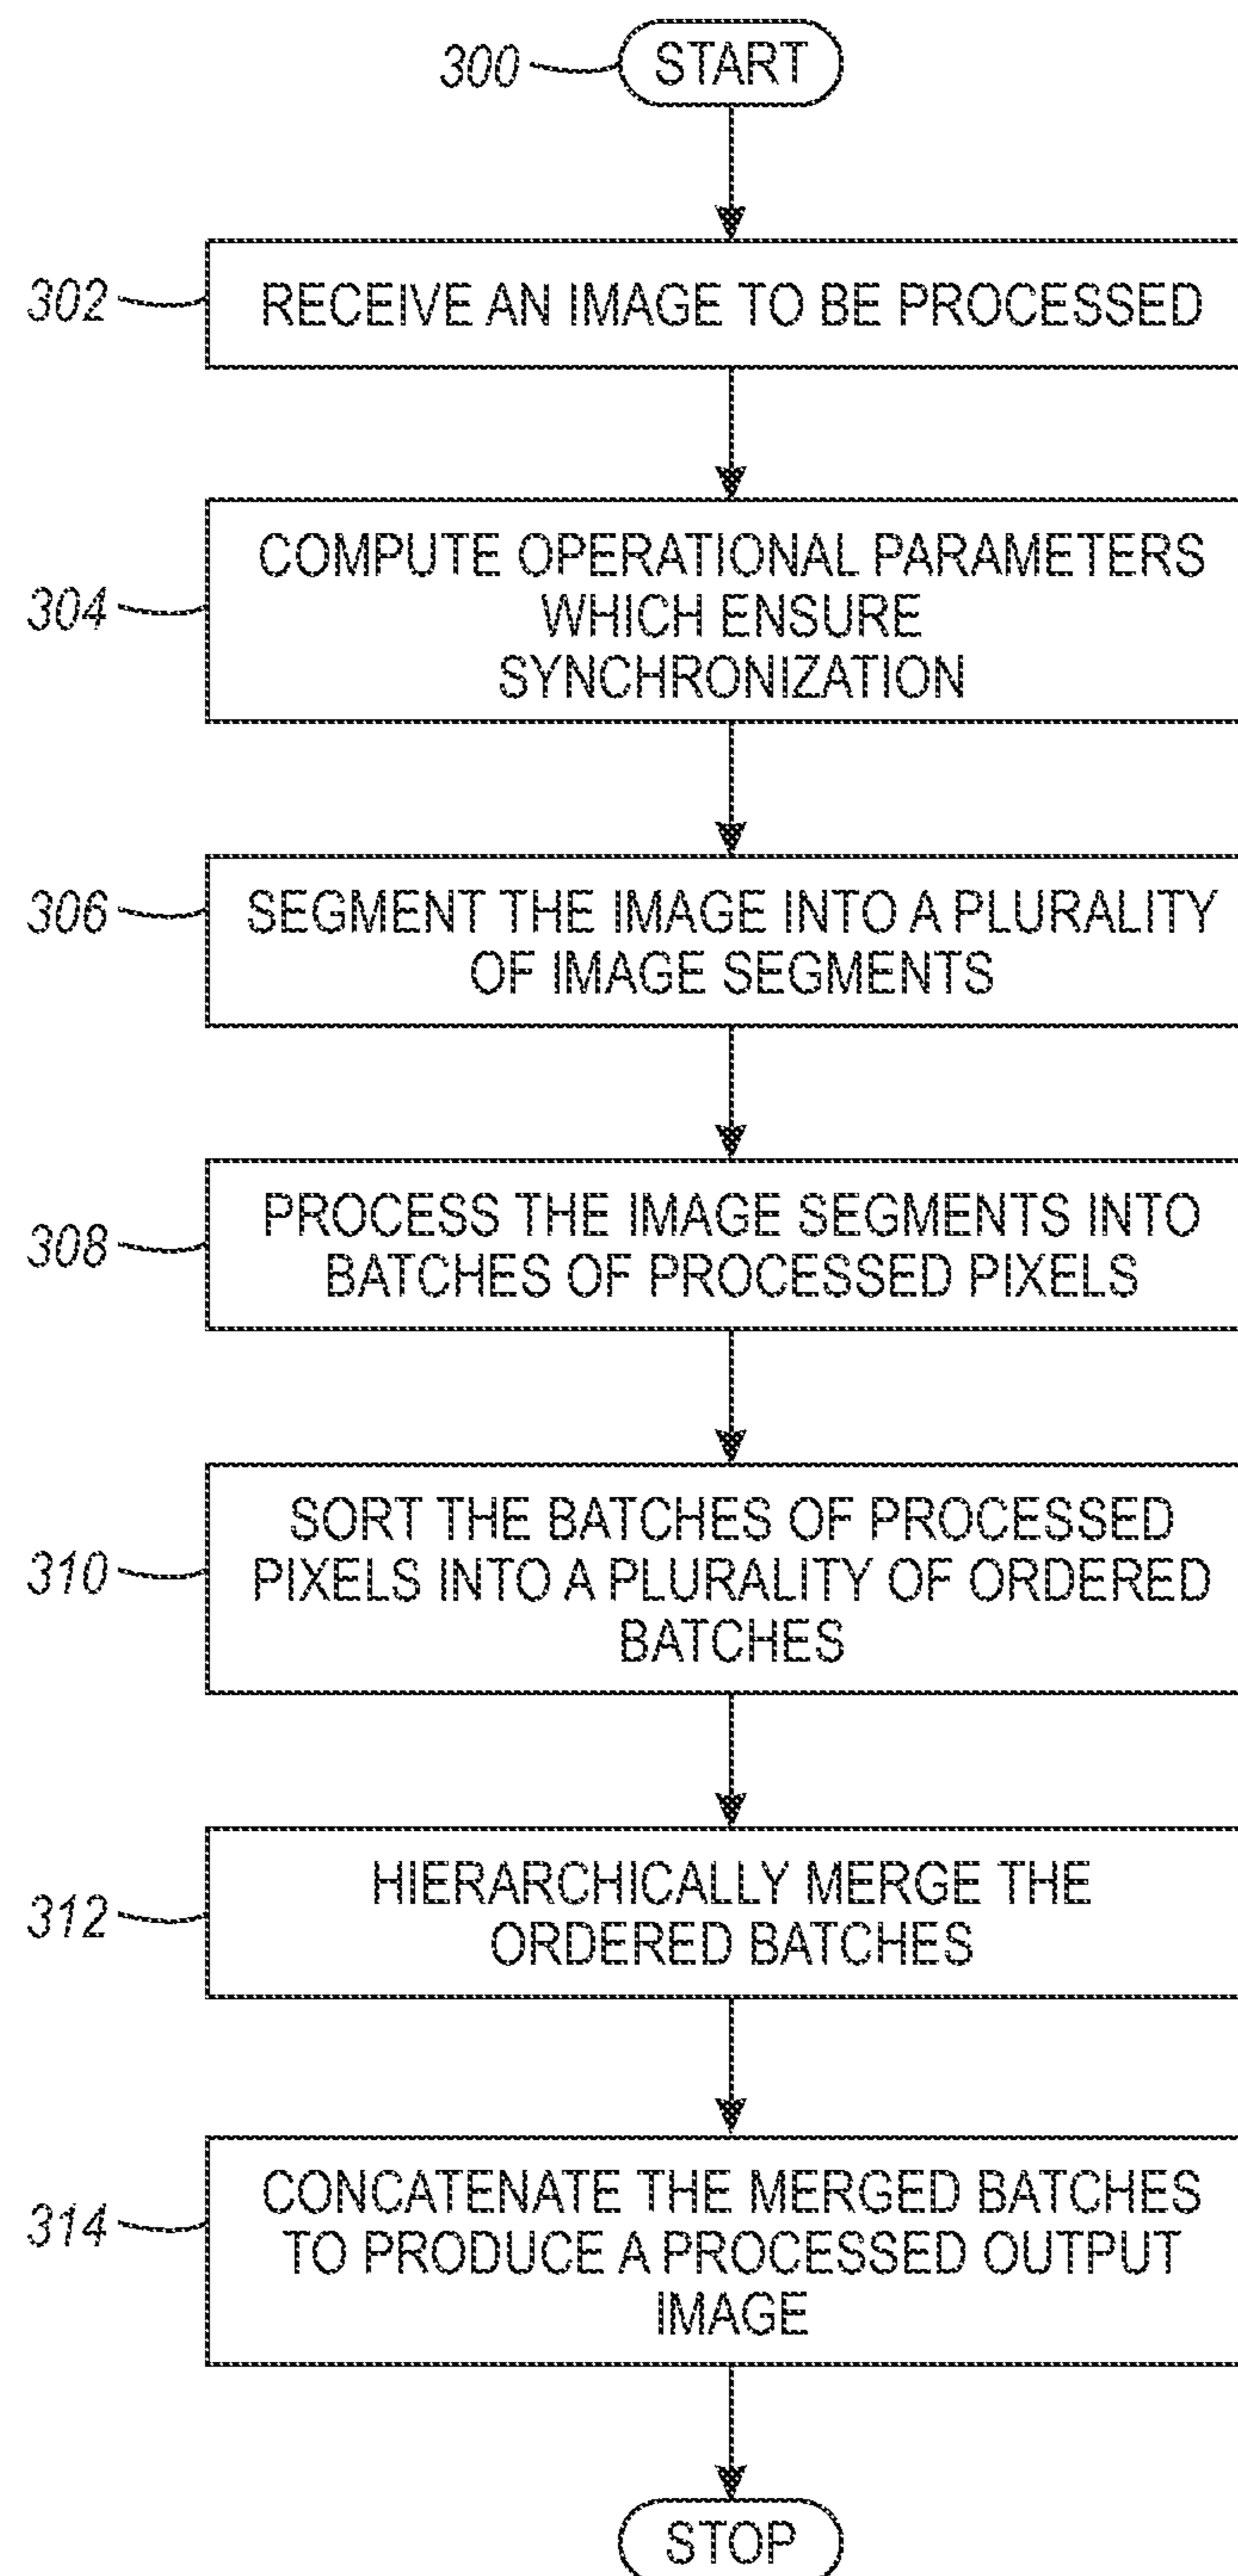 300
START
302
RECEIVE AN IMAGE TO BE PROCESSED
304
COMPUTE OPERATIONAL PARAMETERS
WHICH ENSURE
SYNCHRONIZATION
306
SEGMENT THE IMAGE INTO A PLURALITY
OF IMAGE SEGMENTS
308
PROCESS THE IMAGE SEGMENTS INTO
BATCHES OF PROCESSED PIXELS
310
SORT THE BATCHES OF PROCESSED
PIXELS INTO A PLURALITY OF ORDERED
BATCHES
312
HIERARCHICALLY MERGE THE
ORDERED BATCHES
314
CONCATENATE THE MERGED BATCHES
TO PRODUCE A PROCESSED OUTPUT
IMAGE
STOP